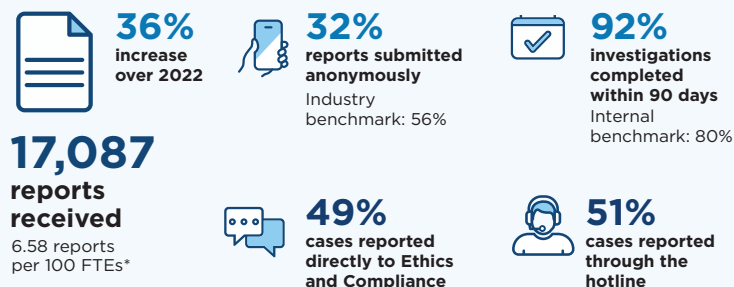 36%
increase
over 2022
17,087
reports
received
6.58 reports
per 100 FTEs*
32%
reports submitted
anonymously
Industry
benchmark: 56%
92%
investigations
completed
within 90 days
Internal
benchmark: 80%
49%
cases reported
directly to Ethics
and Compliance
51%
cases reported
through the
hotline